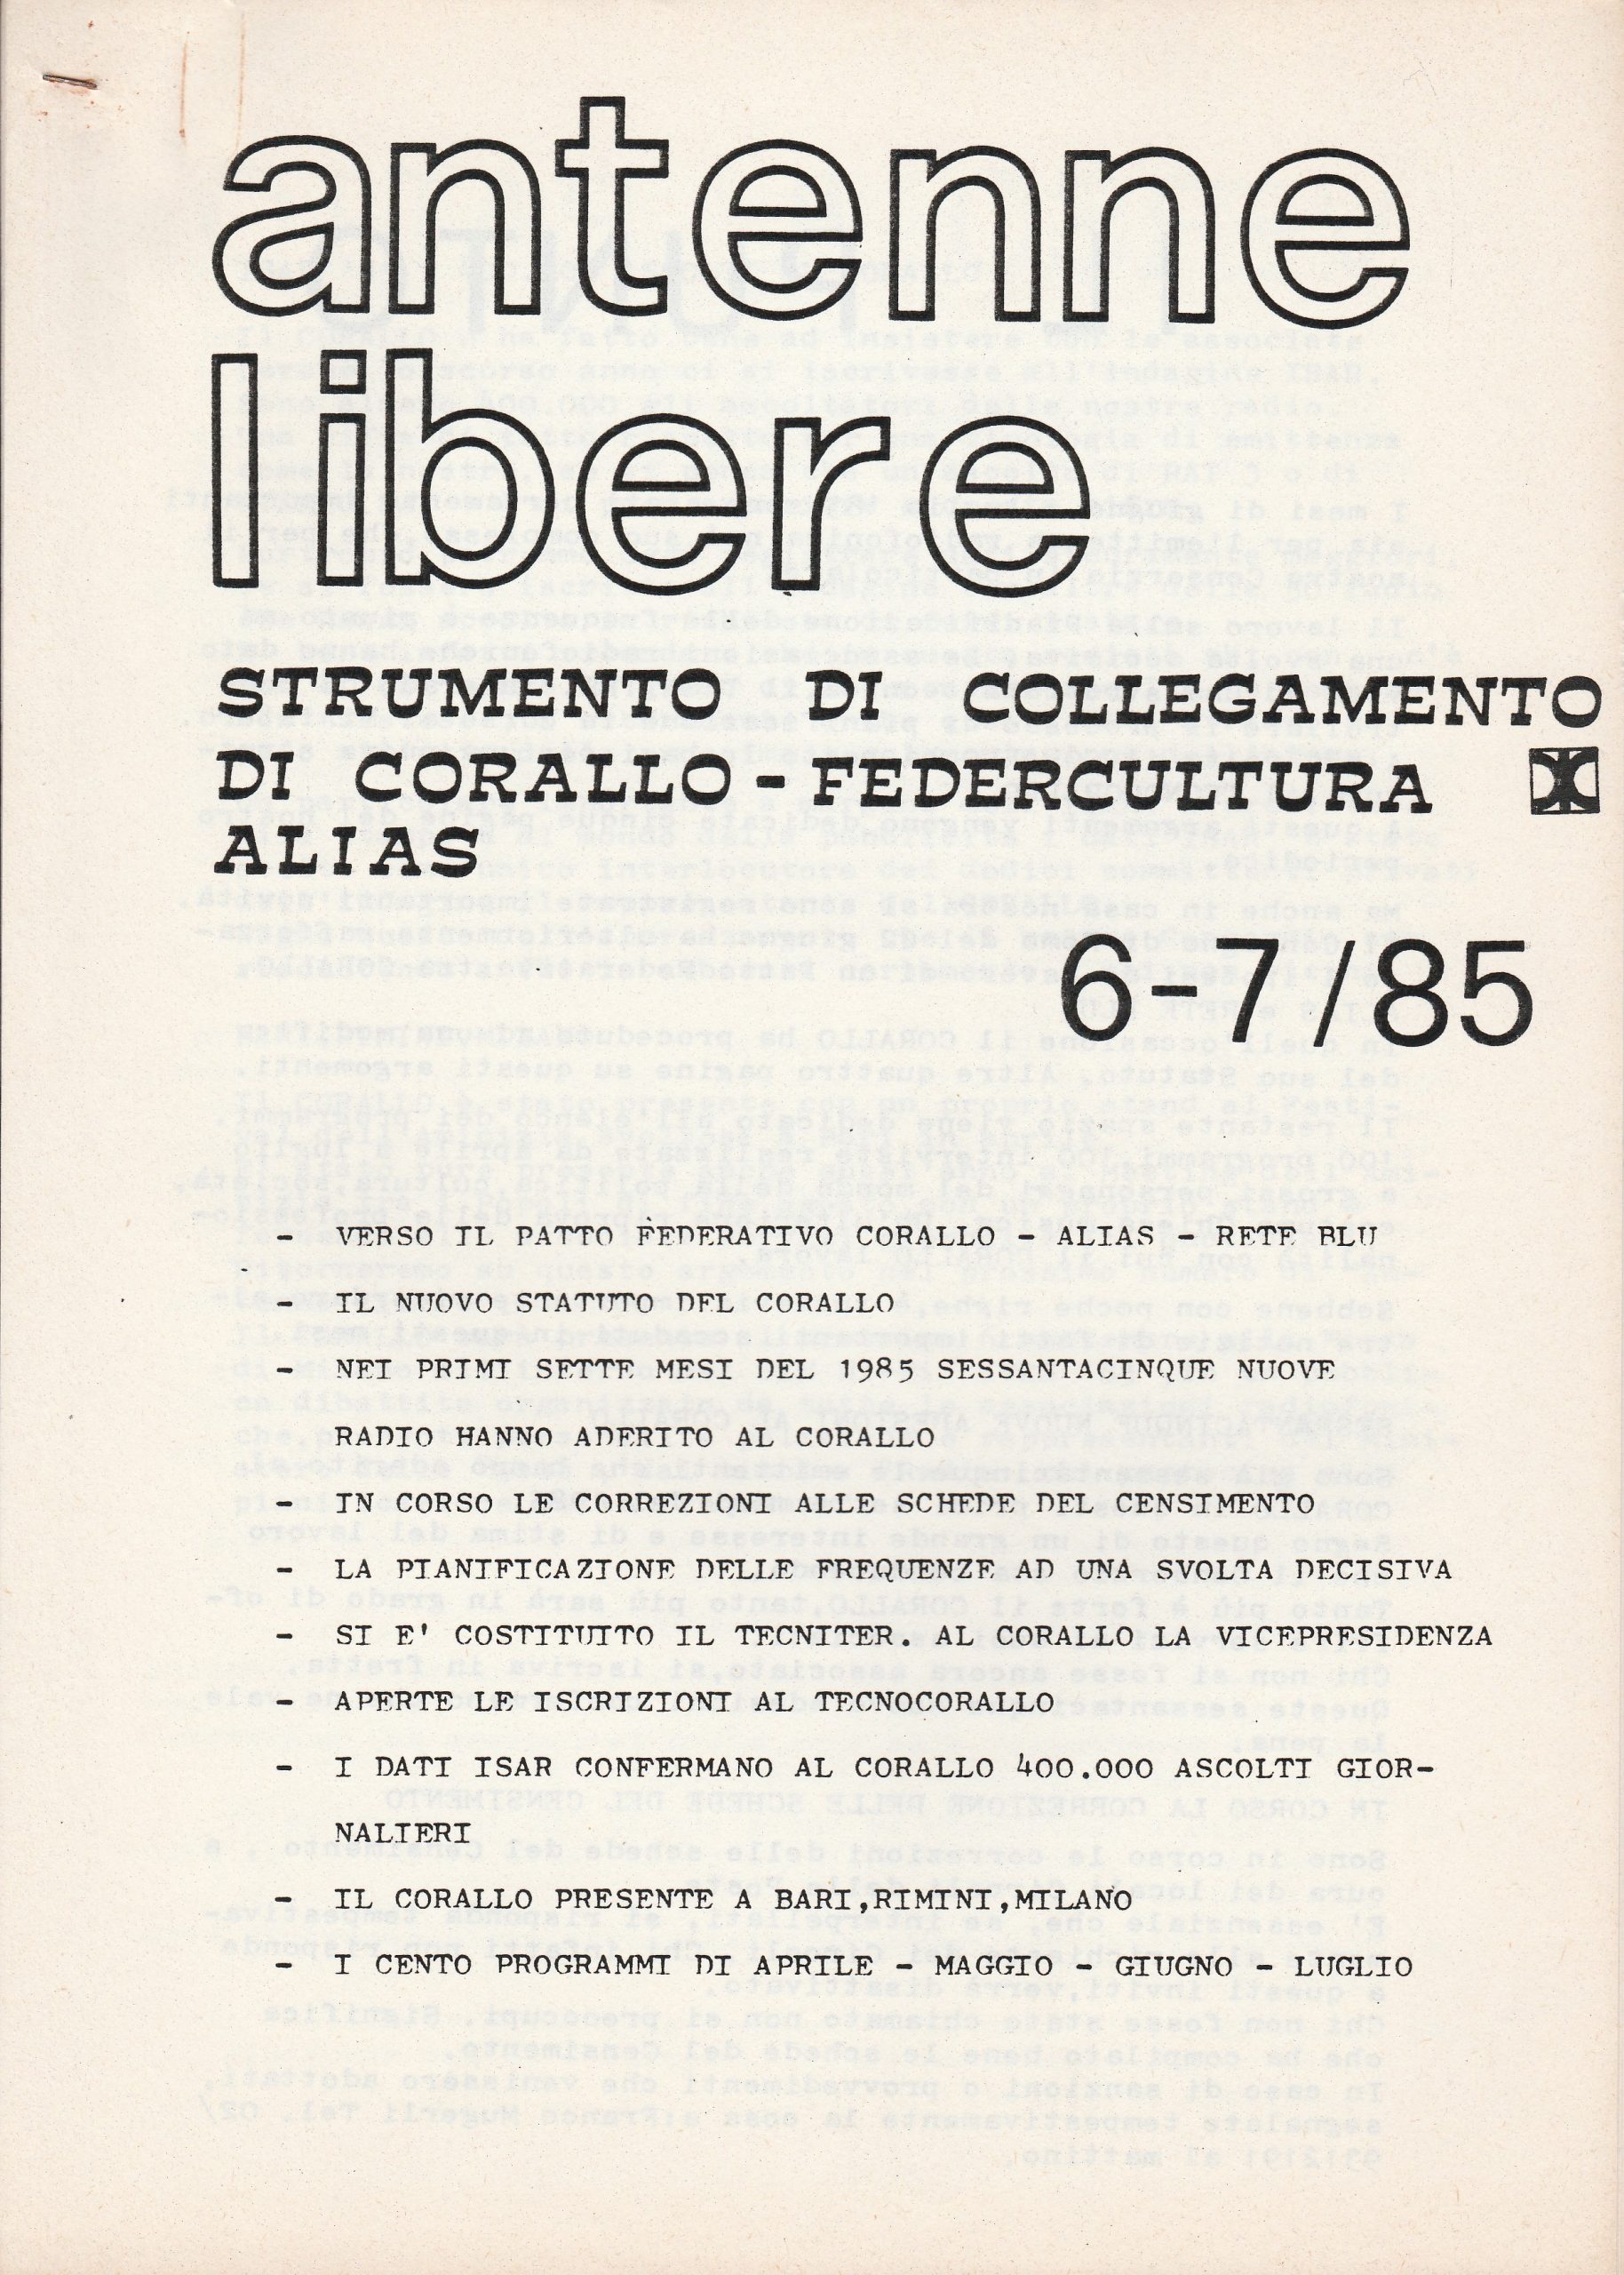 antenne
libere
STRUMENTO DI COLLEGAMENTO
DI CORALLO - FEDERCULTURA
ALIAS
6-7/85
- VERSO IL PATTO FEDERATIVO CORALLO - ALIAS - RETE BLU
- IL NUOVO STATUTO DEL CORALLO
- NEI PRIMI SETTE MESI DEL 1985 SESSANTACINQUE NUOVE
RADIO HANNO ADERITO AL CORALLO
- IN CORSO LE CORREZIONI ALLE SCHEDE DEL CENSIMENTO
- LA PIANIFICAZIONE DELLE FREQUENZE AD UNA SVOLTA DECISIVA
- SI E' COSTITUITO IL TECNITER. AL CORALLO LA VICEPRESIDENZA
- APERTE LE ISCRIZIONI AL TECNOCORALLO
- I DATI ISAR CONFERMANO AL CORALLO 400.000 ASCOLTI GIOR-
NALIERI
- IL CORALLO PRESENTE A BARI,RIMINI,MILANO
- I CENTO PROGRAMMI DI APRILE - MAGGIO - GIUGNO - LUGLIO